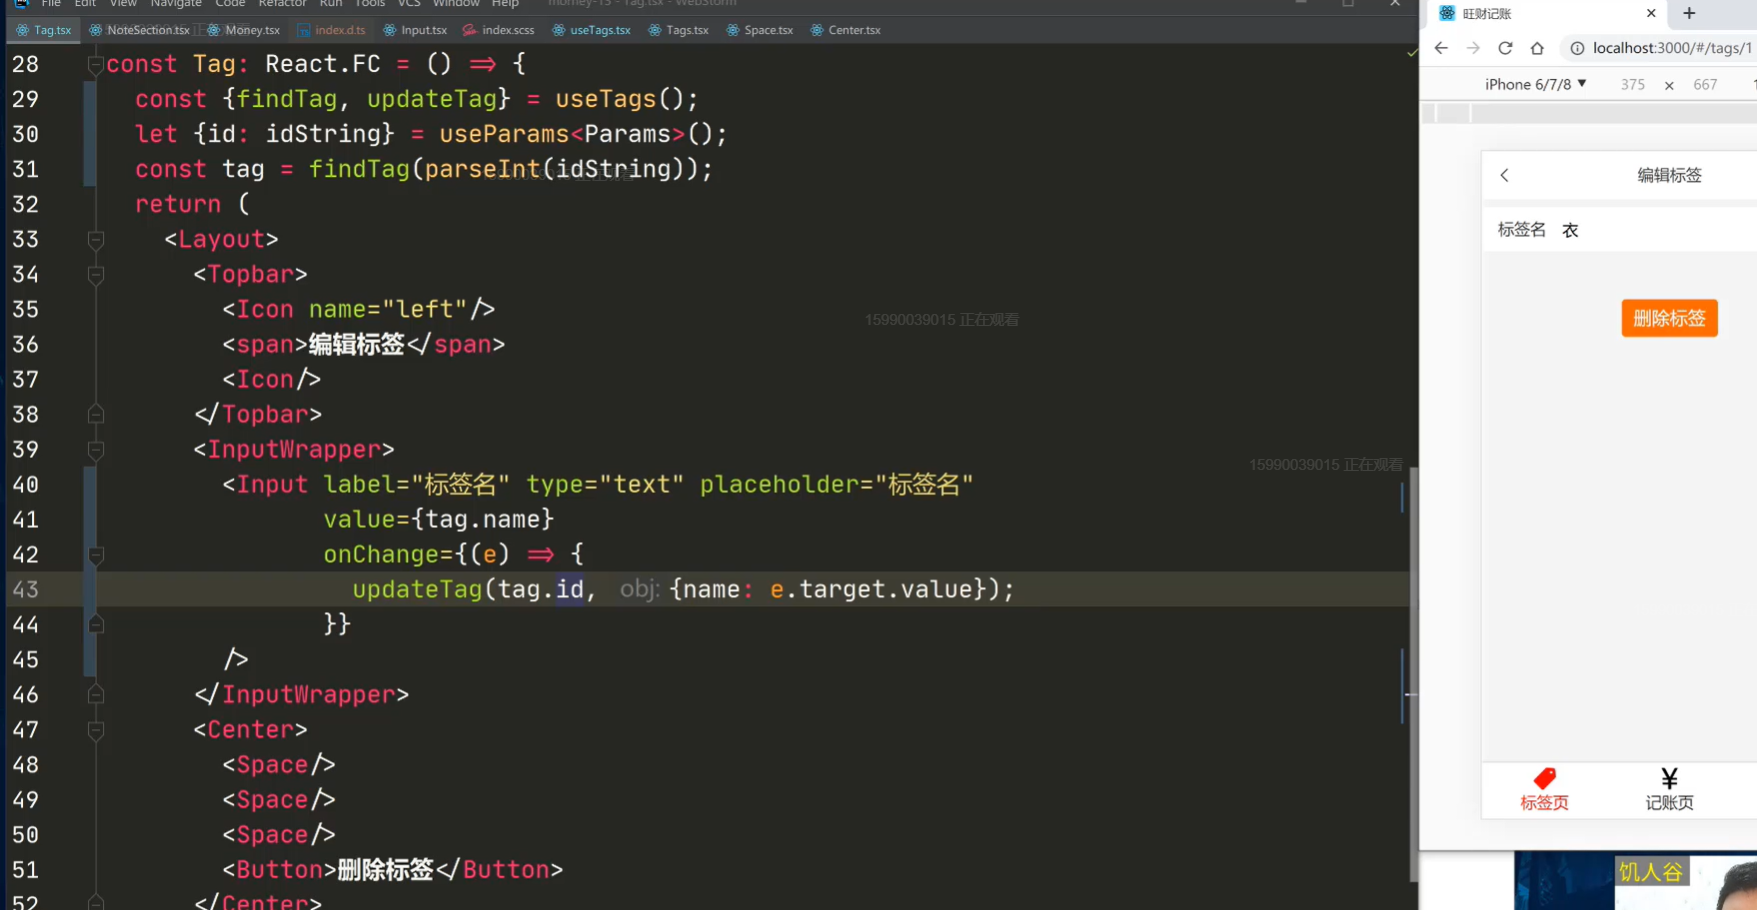 File Edit View Navigate Code Refactor Run Tools VCS Window Help momey-15 - Tag.tsx - WebStorm
Tag.tsx NoteSection.tsx Money.tsx index.d.ts Input.tsx index.scss useTags.tsx Tags.tsx Space.tsx Center.tsx
28 const Tag: React.FC = () => {
29 const {findTag, updateTag} = useTags();
30 let {id: idString} = useParams<Params>();
31 const tag = findTag(parseInt(idString));
32 return (
33 <Layout>
34 <Topbar>
35 <Icon name="left"/>
36 <span>编辑标签</span>
37 <Icon/>
38 </Topbar>
39 <InputWrapper>
40 <Input label="标签名" type="text" placeholder="标签名"
41 value={tag.name}
42 onChange={(e) => {
43 updateTag(tag.id, obj: {name: e.target.value});
44 }}
45 />
46 </InputWrapper>
47 <Center>
48 <Space/>
49 <Space/>
50 <Space/>
51 <Button>删除标签</Button>
52 </Center>
15990039015 正在观看
15990039015 正在观看
旺财记账
localhost:3000/#/tags/1
iPhone 6/7/8 ▼ 375 × 667
编辑标签
标签名 衣
删除标签
标签页 记账页
饥人谷